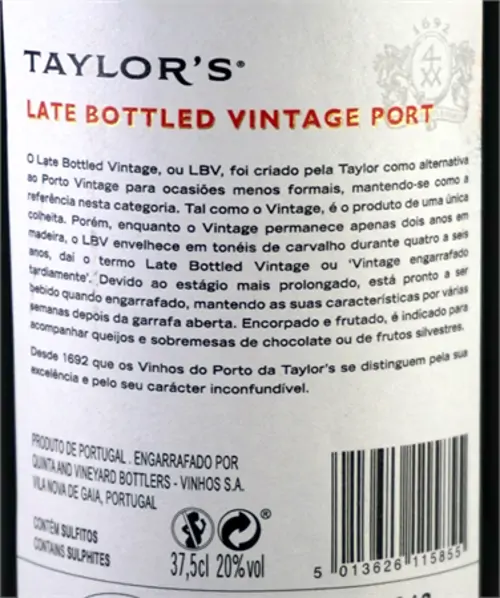 1692
TAYLOR'S®
LATE BOTTLED VINTAGE PORT
O Late Bottled Vintage, ou LBV, foi criado pela Taylor como alternativa
ao Porto Vintage para ocasiões menos formais, mantendo-se como a
referência nesta categoria. Tal como o Vintage, é o produto de uma única
colheita. Porém, enquanto o Vintage permanece apenas dois anos em
madeira, o LBV envelhece em tonéis de carvalho durante quatro a seis
anos, daí o termo Late Bottled Vintage ou 'Vintage engarrafado
tardiamente'. Devido ao estágio mais prolongado, está pronto a ser
bebido quando engarrafado, mantendo as suas características por várias
semanas depois da garrafa aberta. Encorpado e frutado, é indicado para
acompanhar queijos e sobremesas de chocolate ou de frutos silvestres.
Desde 1692 que os Vinhos do Porto da Taylor's se distinguem pela sua
excelência e pelo seu carácter inconfundível.
PRODUTO DE PORTUGAL . ENGARRAFADO POR
QUINTA AND VINEYARD BOTTLERS - VINHOS S.A.
VILA NOVA DE GAIA, PORTUGAL
CONTÉM SULFITOS
CONTAINS SULPHITES
®
37,5cl 20%vol
5 013626 115855